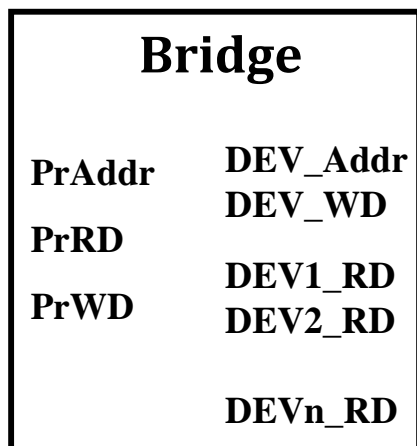 Bridge
PrAddr
PrRD
PrWD
DEV_Addr
DEV_WD
DEV1_RD
DEV2_RD
DEVn_RD